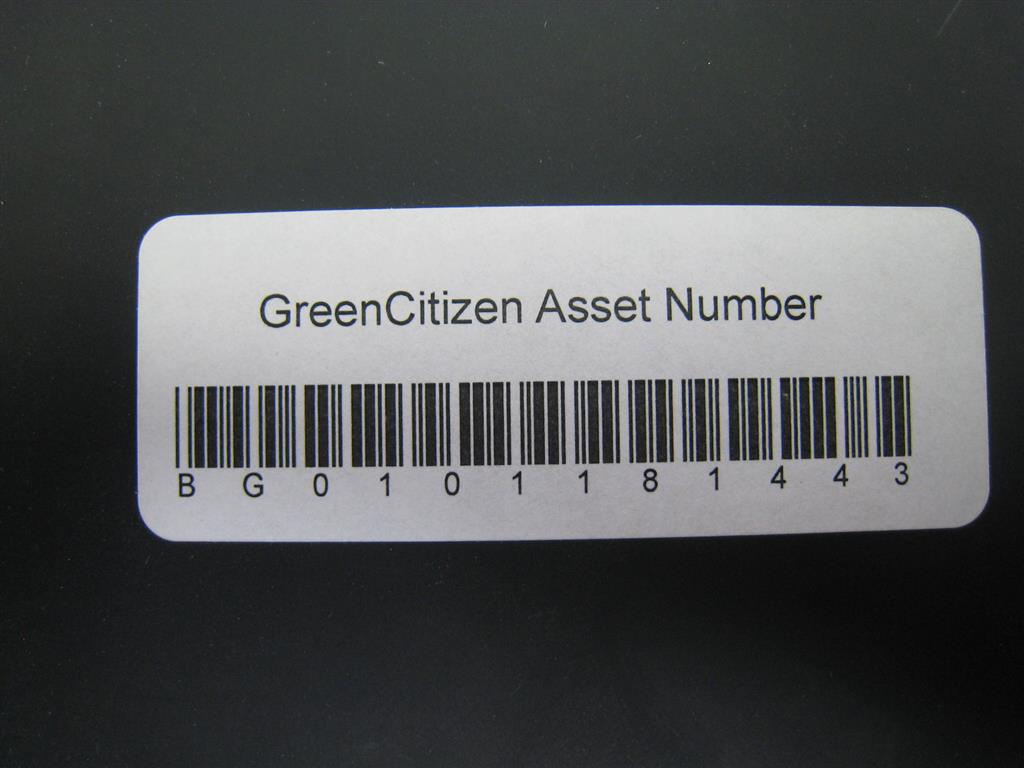 GreenCitizen Asset Number
B G 0 1 0 1 1 8 1 4 4 3